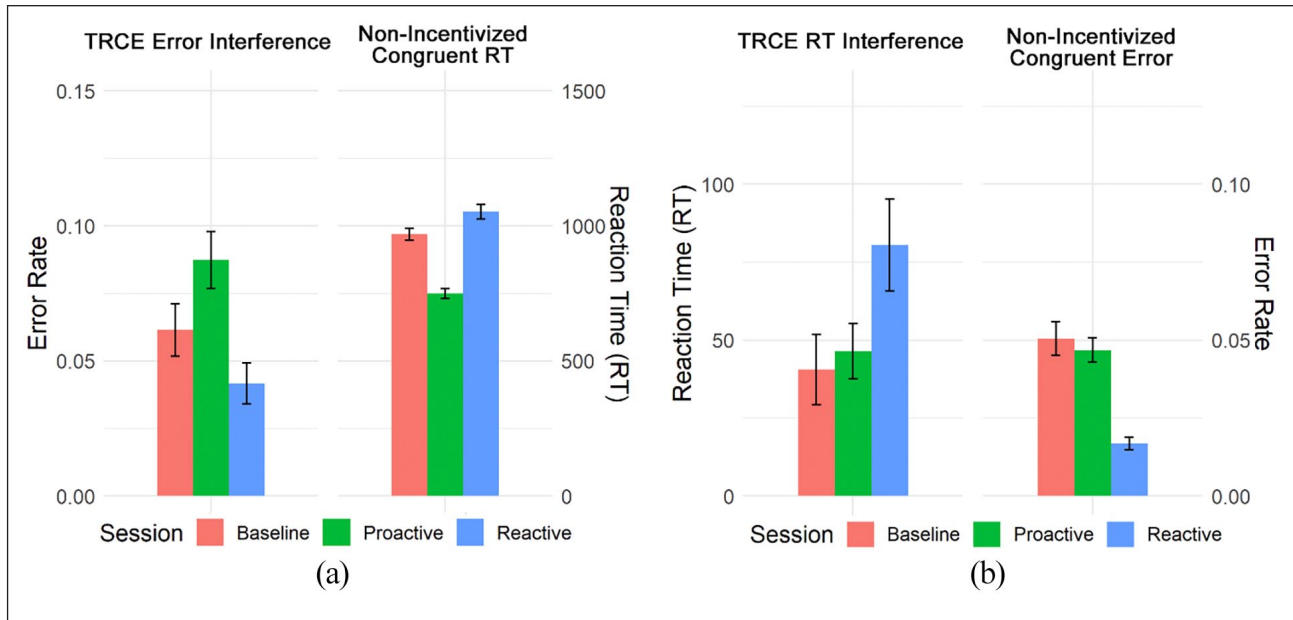 TRCE Error Interference
Non-Incentivized
Congruent RT
0.15
0.10
0.05
0.00
Error Rate
1500
1000
500
0
Reaction Time (RT)
Session Baseline Proactive Reactive
(a)
TRCE RT Interference
Non-Incentivized
Congruent Error
100
50
0
Reaction Time (RT)
0.10
0.05
0.00
Error Rate
Session Baseline Proactive Reactive
(b)